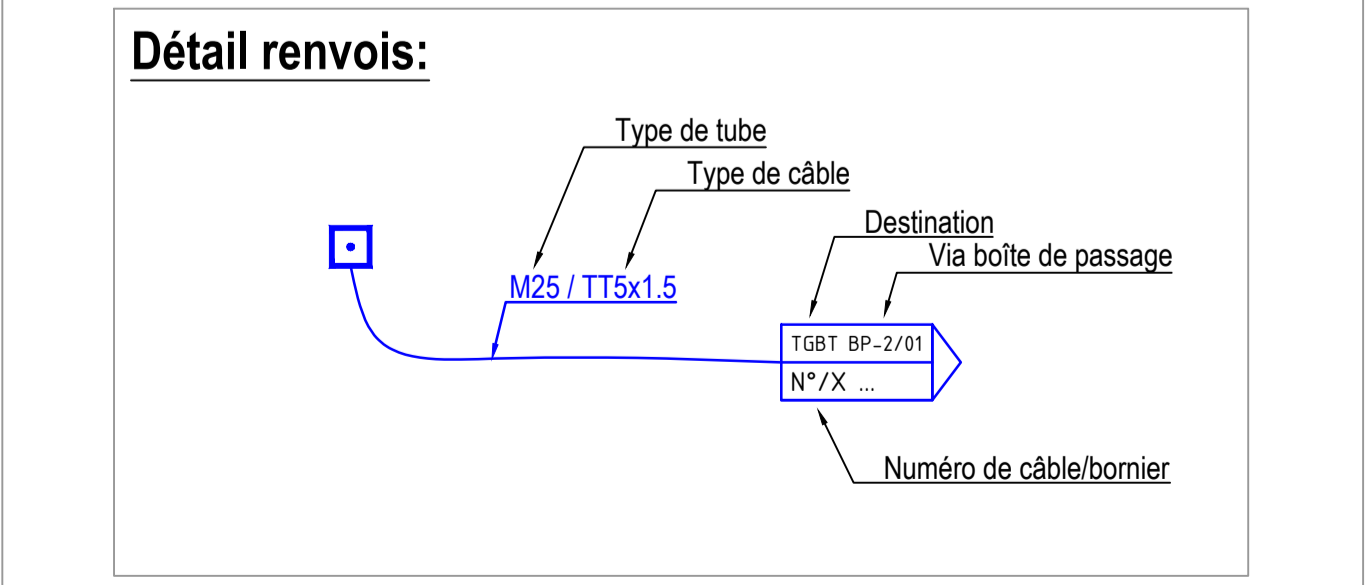 Détail renvois:
Type de tube
Type de câble
Destination
Via boîte de passage
M25 / TT5x1.5
TGBT BP-2/01
N°/X ...
Numéro de câble/bornier